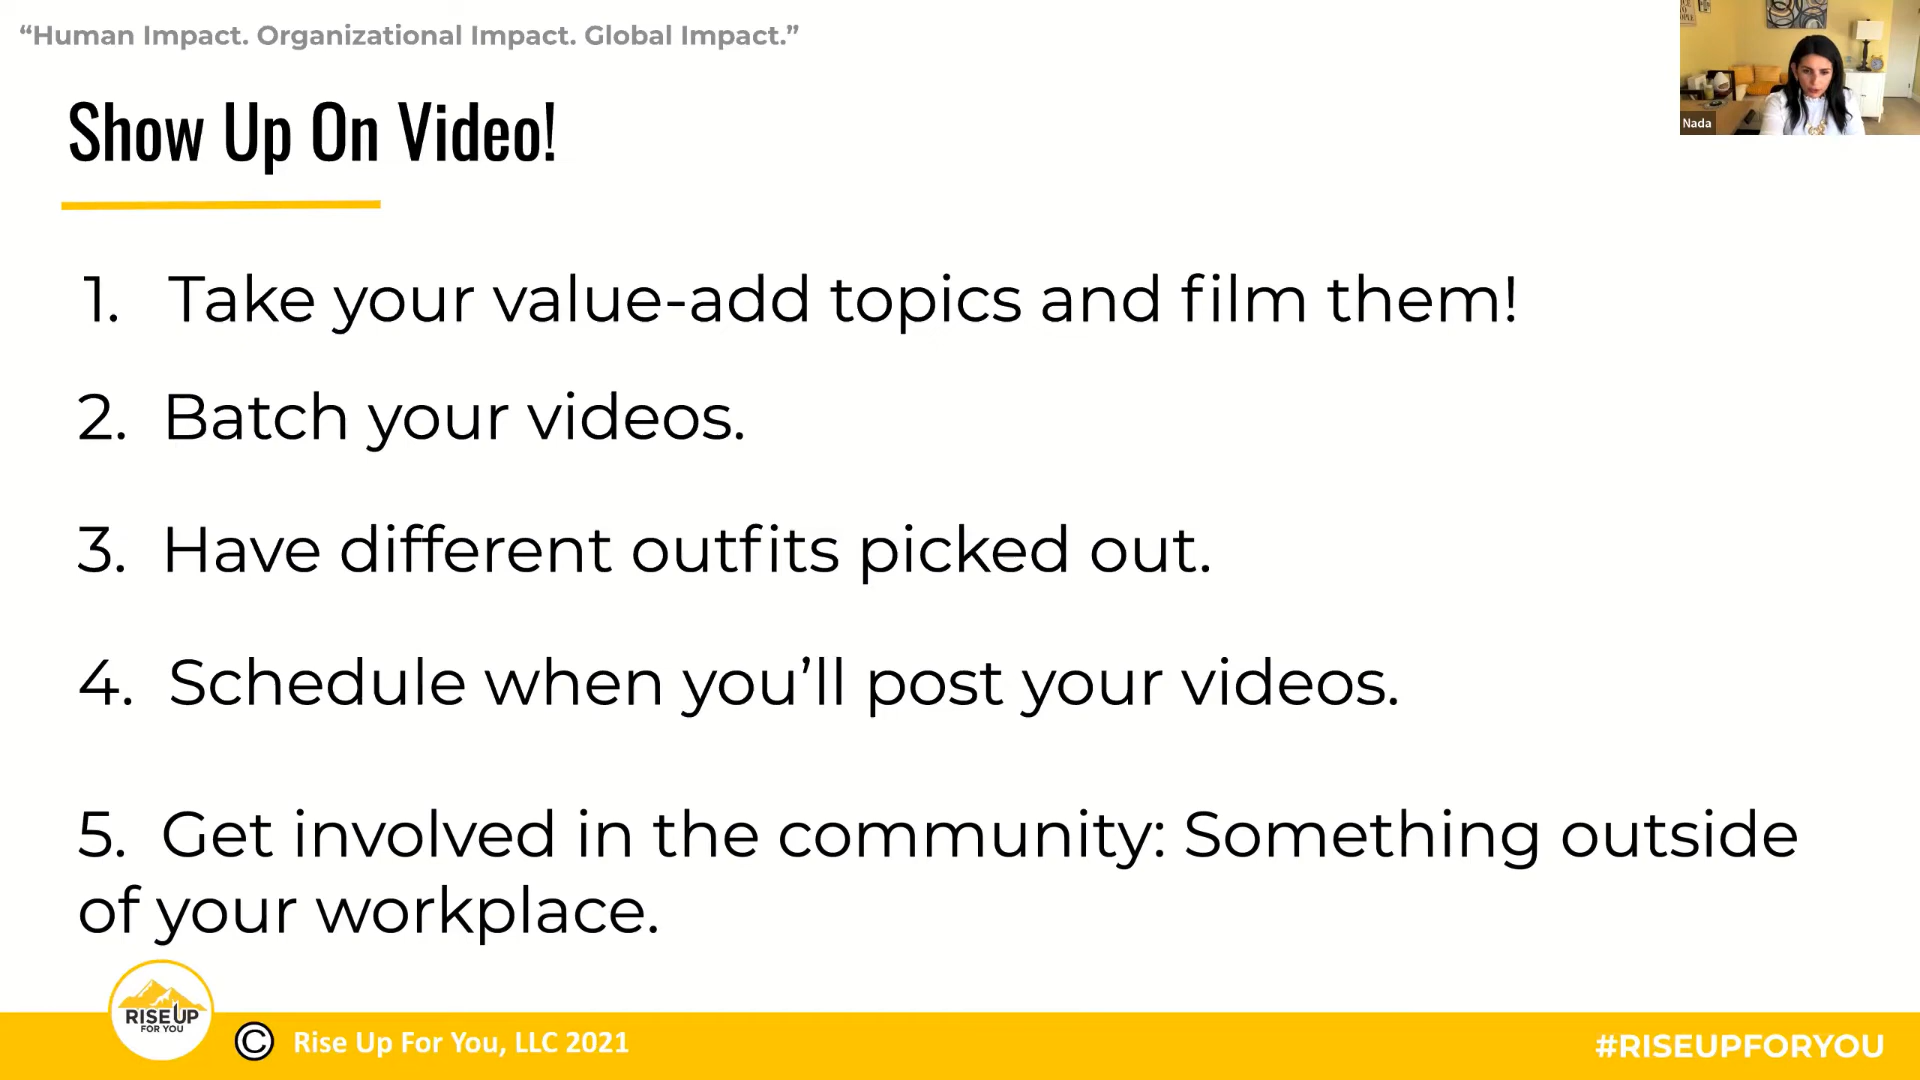 “Human Impact. Organizational Impact. Global Impact.”
Nada
Show Up On Video!
1. Take your value-add topics and film them!
2. Batch your videos.
3. Have different outfits picked out.
4. Schedule when you’ll post your videos.
5. Get involved in the community: Something outside
of your workplace.
RISE UP
FOR YOU
© Rise Up For You, LLC 2021
#RISEUPFORYOU